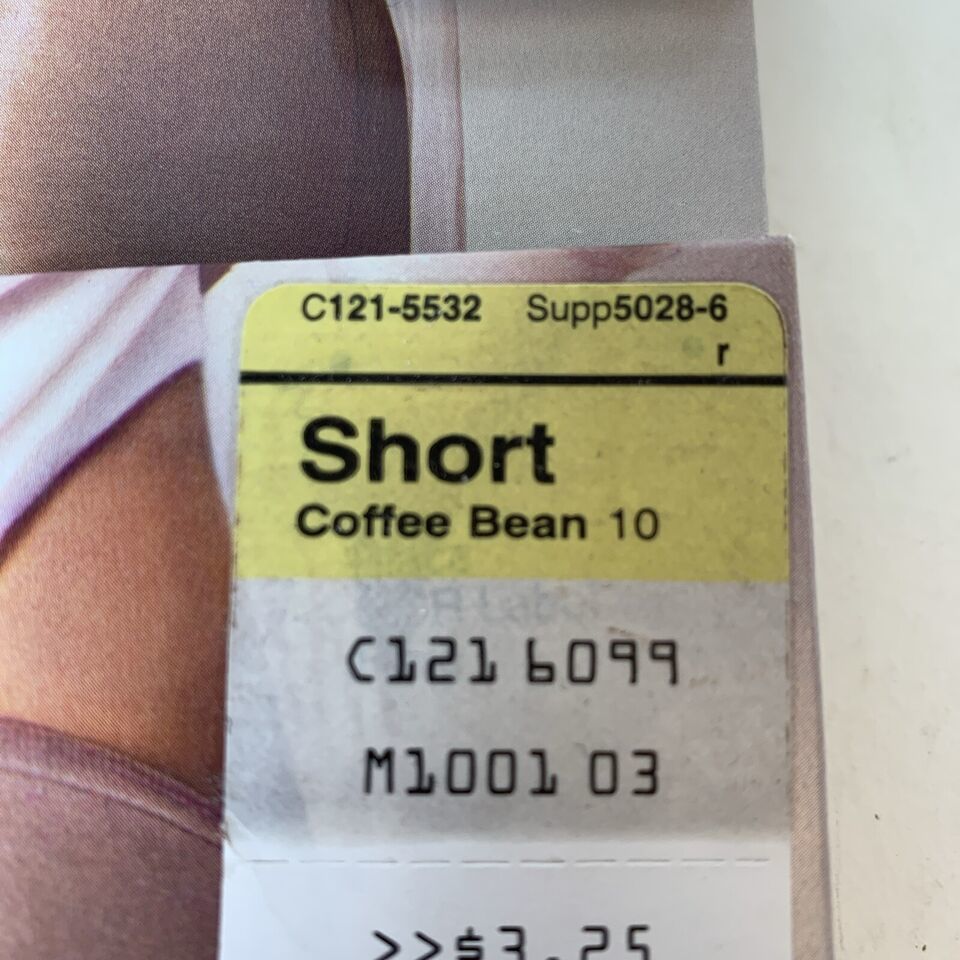 C121-5532 Supp5028-6
r
Short
Coffee Bean 10
C121 6099
M1001 03
>>$3.25